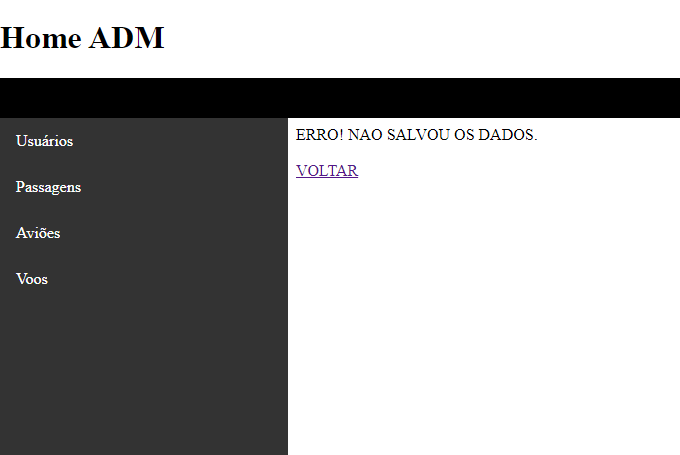 Home ADM
Usuários
Passagens
Aviões
Voos
ERRO! NAO SALVOU OS DADOS.
VOLTAR